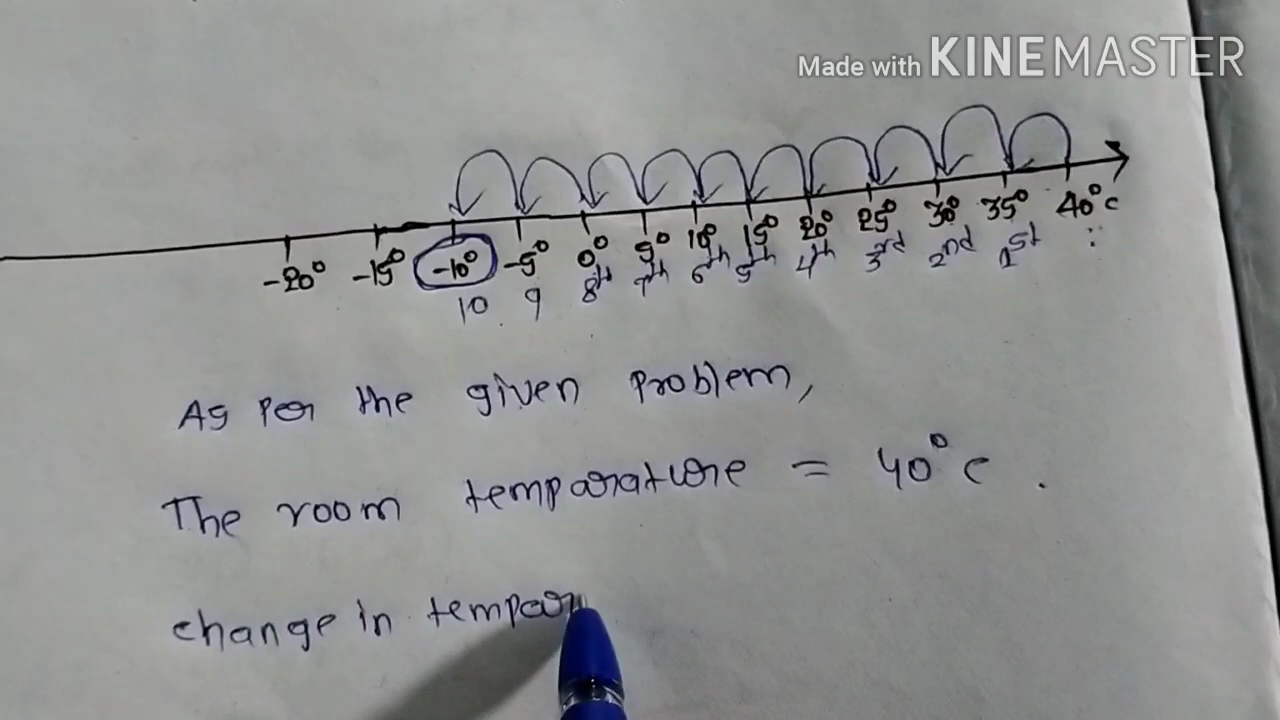 Made with KINEMASTER
-20° -15° -10° -5° 0° 5° 10° 15° 20° 25° 30° 35° 40°c
10 9 8th 7th 6th 5th 4th 3rd 2nd 1st
As per the given problem,
The room temparature = 40°c .
change in tempar